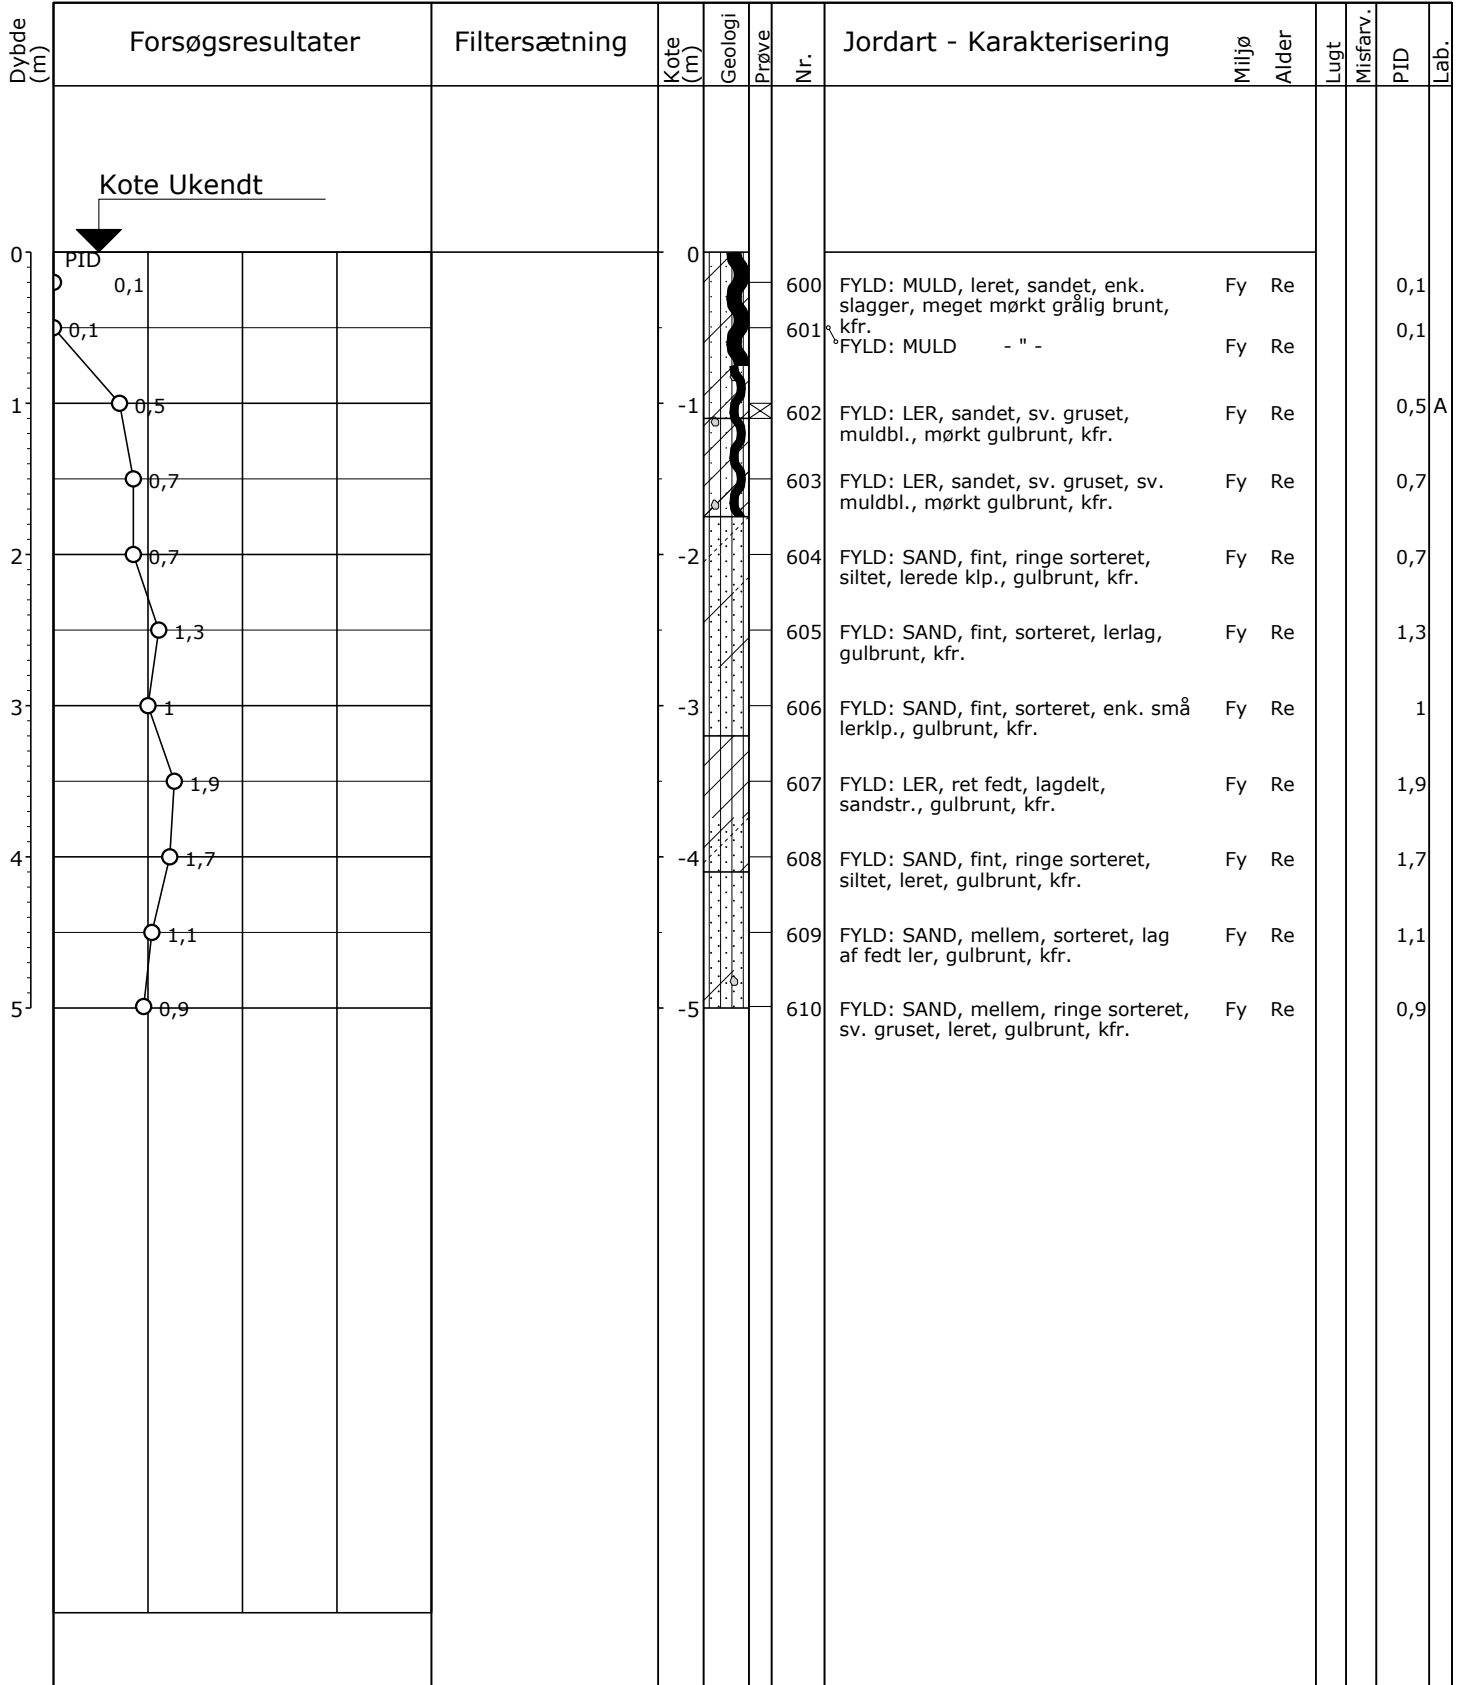 Dybde (m) Forsøgsresultater Filtersætning Kote (m) Geologi Prøve Nr. Jordart - Karakterisering Miljø Alder Lugt Misfarv. PID Lab.
Kote Ukendt
0 0
PID
0,1 600 FYLD: MULD, leret, sandet, enk. Fy Re 0,1
slagger, meget mørkt grålig brunt,
kfr.
0,1 601 0,1
FYLD: MULD - " - Fy Re
1 0,5 -1 602 FYLD: LER, sandet, sv. gruset, Fy Re 0,5 A
muldbl., mørkt gulbrunt, kfr.
0,7 603 FYLD: LER, sandet, sv. gruset, sv. Fy Re 0,7
muldbl., mørkt gulbrunt, kfr.
2 0,7 -2 604 FYLD: SAND, fint, ringe sorteret, Fy Re 0,7
siltet, lerede klp., gulbrunt, kfr.
1,3 605 FYLD: SAND, fint, sorteret, lerlag, Fy Re 1,3
gulbrunt, kfr.
3 1 -3 606 FYLD: SAND, fint, sorteret, enk. små Fy Re 1
lerklp., gulbrunt, kfr.
1,9 607 FYLD: LER, ret fedt, lagdelt, Fy Re 1,9
sandstr., gulbrunt, kfr.
4 1,7 -4 608 FYLD: SAND, fint, ringe sorteret, Fy Re 1,7
siltet, leret, gulbrunt, kfr.
1,1 609 FYLD: SAND, mellem, sorteret, lag Fy Re 1,1
af fedt ler, gulbrunt, kfr.
5 0,9 -5 610 FYLD: SAND, mellem, ringe sorteret, Fy Re 0,9
sv. gruset, leret, gulbrunt, kfr.